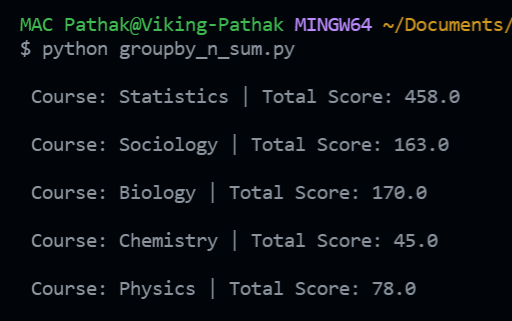 MAC Pathak@Viking-Pathak MINGW64 ~/Documents/
$ python groupby_n_sum.py
Course: Statistics | Total Score: 458.0
Course: Sociology | Total Score: 163.0
Course: Biology | Total Score: 170.0
Course: Chemistry | Total Score: 45.0
Course: Physics | Total Score: 78.0